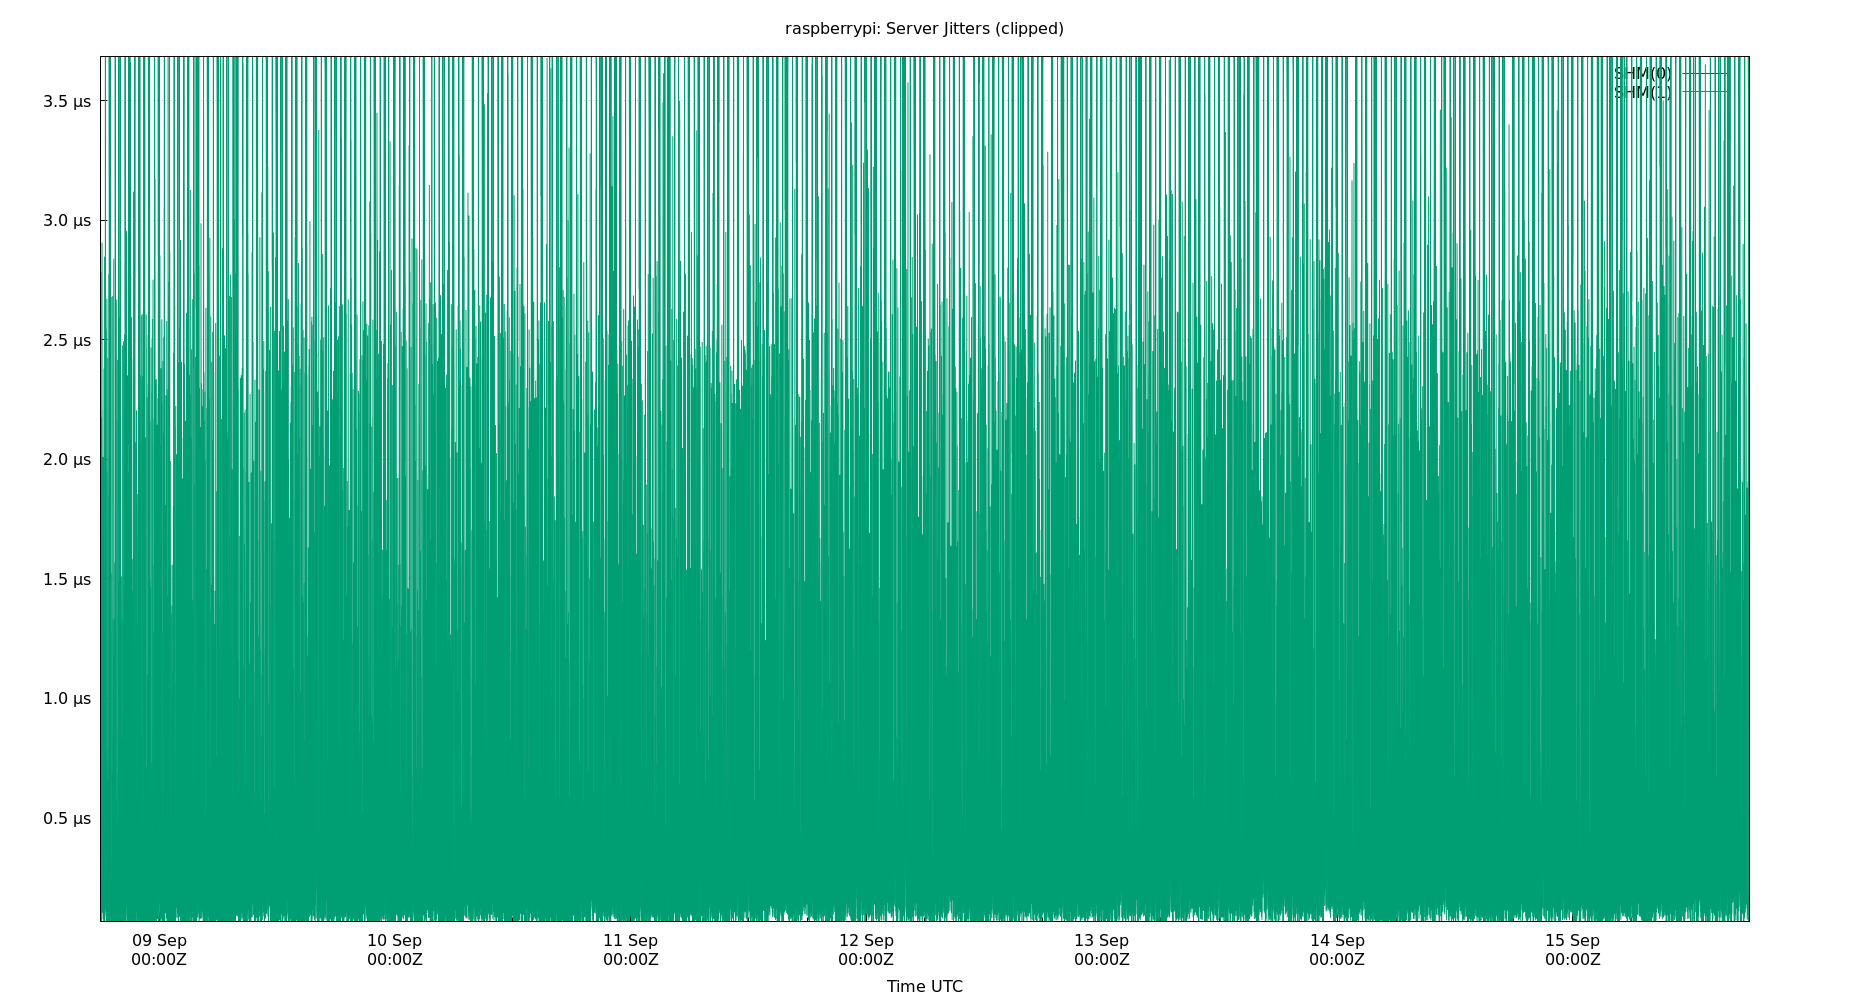 raspberrypi: Server Jitters (clipped)
SHM(0)
SHM(1)
3.5 µs
3.0 µs
2.5 µs
2.0 µs
1.5 µs
1.0 µs
0.5 µs
09 Sep 10 Sep 11 Sep 12 Sep 13 Sep 14 Sep 15 Sep
00:00Z 00:00Z 00:00Z 00:00Z 00:00Z 00:00Z 00:00Z
Time UTC